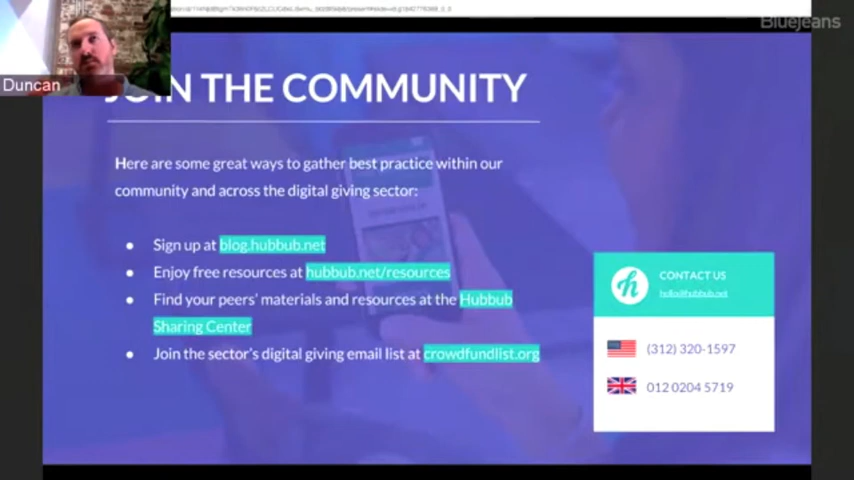 BlueJeans
Duncan
JOIN THE COMMUNITY
Here are some great ways to gather best practice within our
community and across the digital giving sector:
Sign up at blog.hubbub.net
Enjoy free resources at hubbub.net/resources
Find your peers' materials and resources at the Hubbub
Sharing Center
Join the sector's digital giving email list at crowdfundlist.org
h
CONTACT US
hello@hubbub.net
(312) 320-1597
012 0204 5719